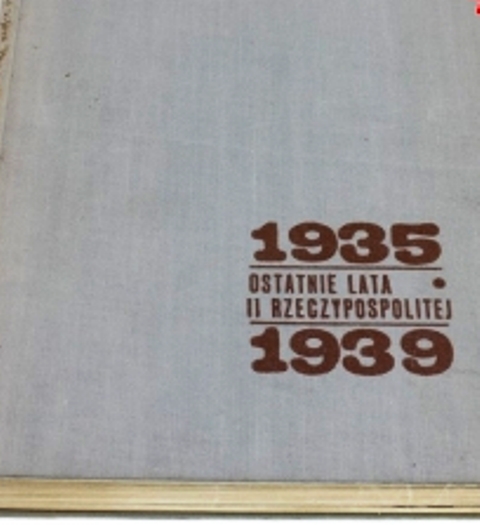 1935
OSTATNIE LATA •
II RZECZYPOSPOLITEJ
1939